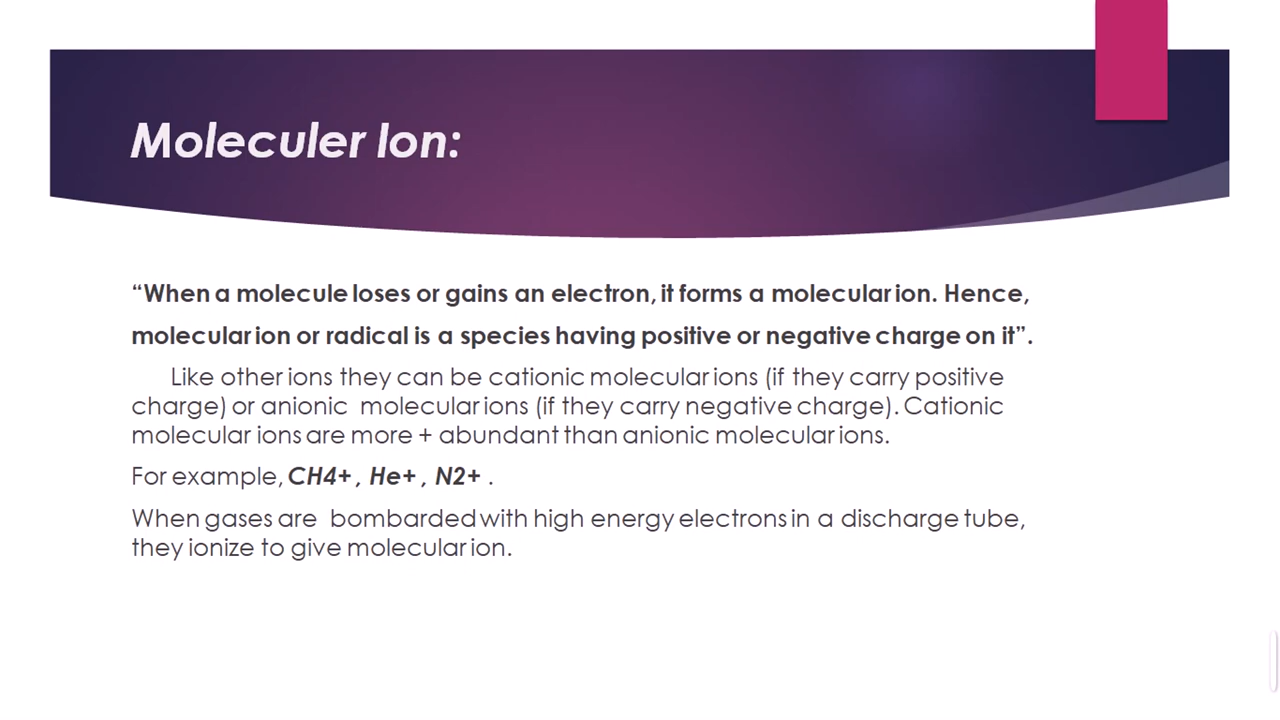 Moleculer Ion:
“When a molecule loses or gains an electron, it forms a molecular ion. Hence,
molecular ion or radical is a species having positive or negative charge on it”.
Like other ions they can be cationic molecular ions (if they carry positive
charge) or anionic molecular ions (if they carry negative charge). Cationic
molecular ions are more + abundant than anionic molecular ions.
For example, CH4+ , He+ , N2+ .
When gases are bombarded with high energy electrons in a discharge tube,
they ionize to give molecular ion.